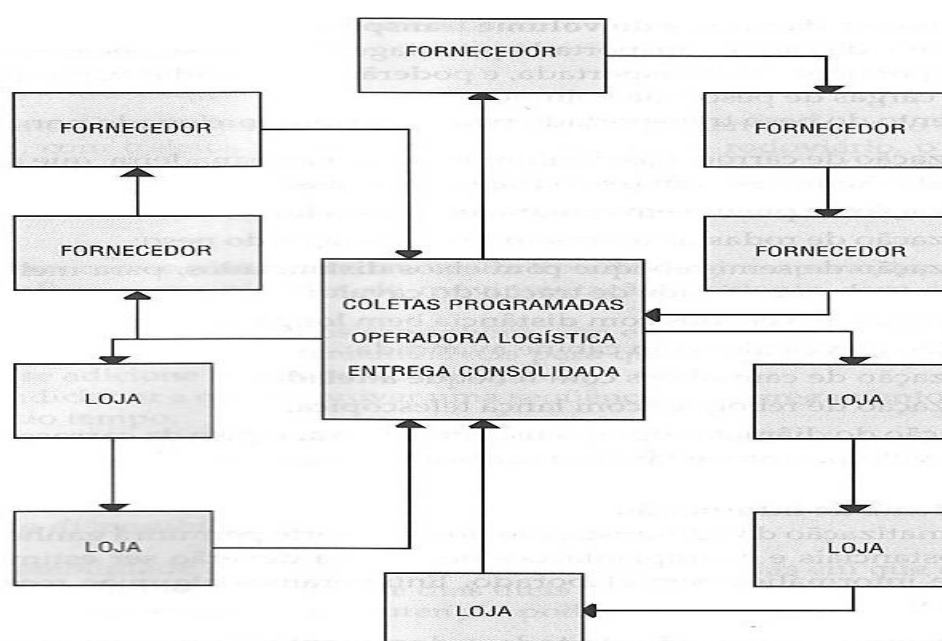 FORNECEDOR
FORNECEDOR
FORNECEDOR
FORNECEDOR
FORNECEDOR
COLETAS PROGRAMADAS
OPERADORA LOGÍSTICA
ENTREGA CONSOLIDADA
LOJA
LOJA
LOJA
LOJA
LOJA